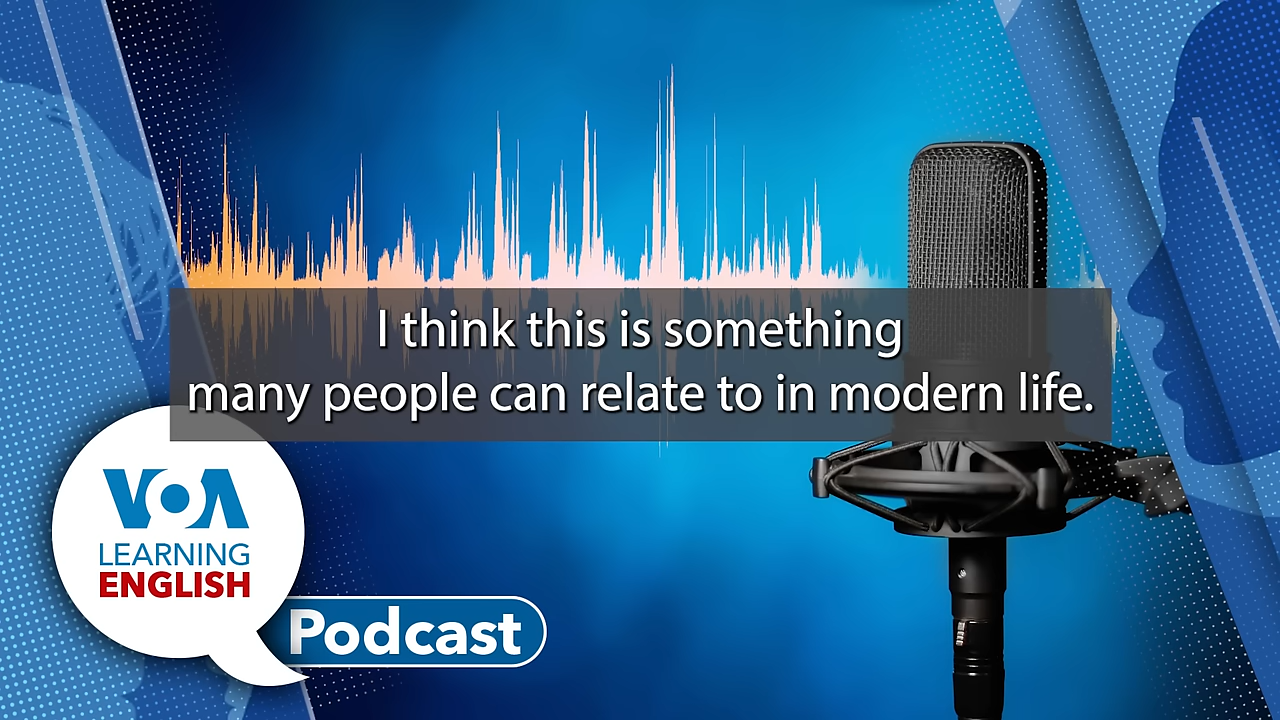 I think this is something
many people can relate to in modern life.
VOA
LEARNING
ENGLISH
Podcast